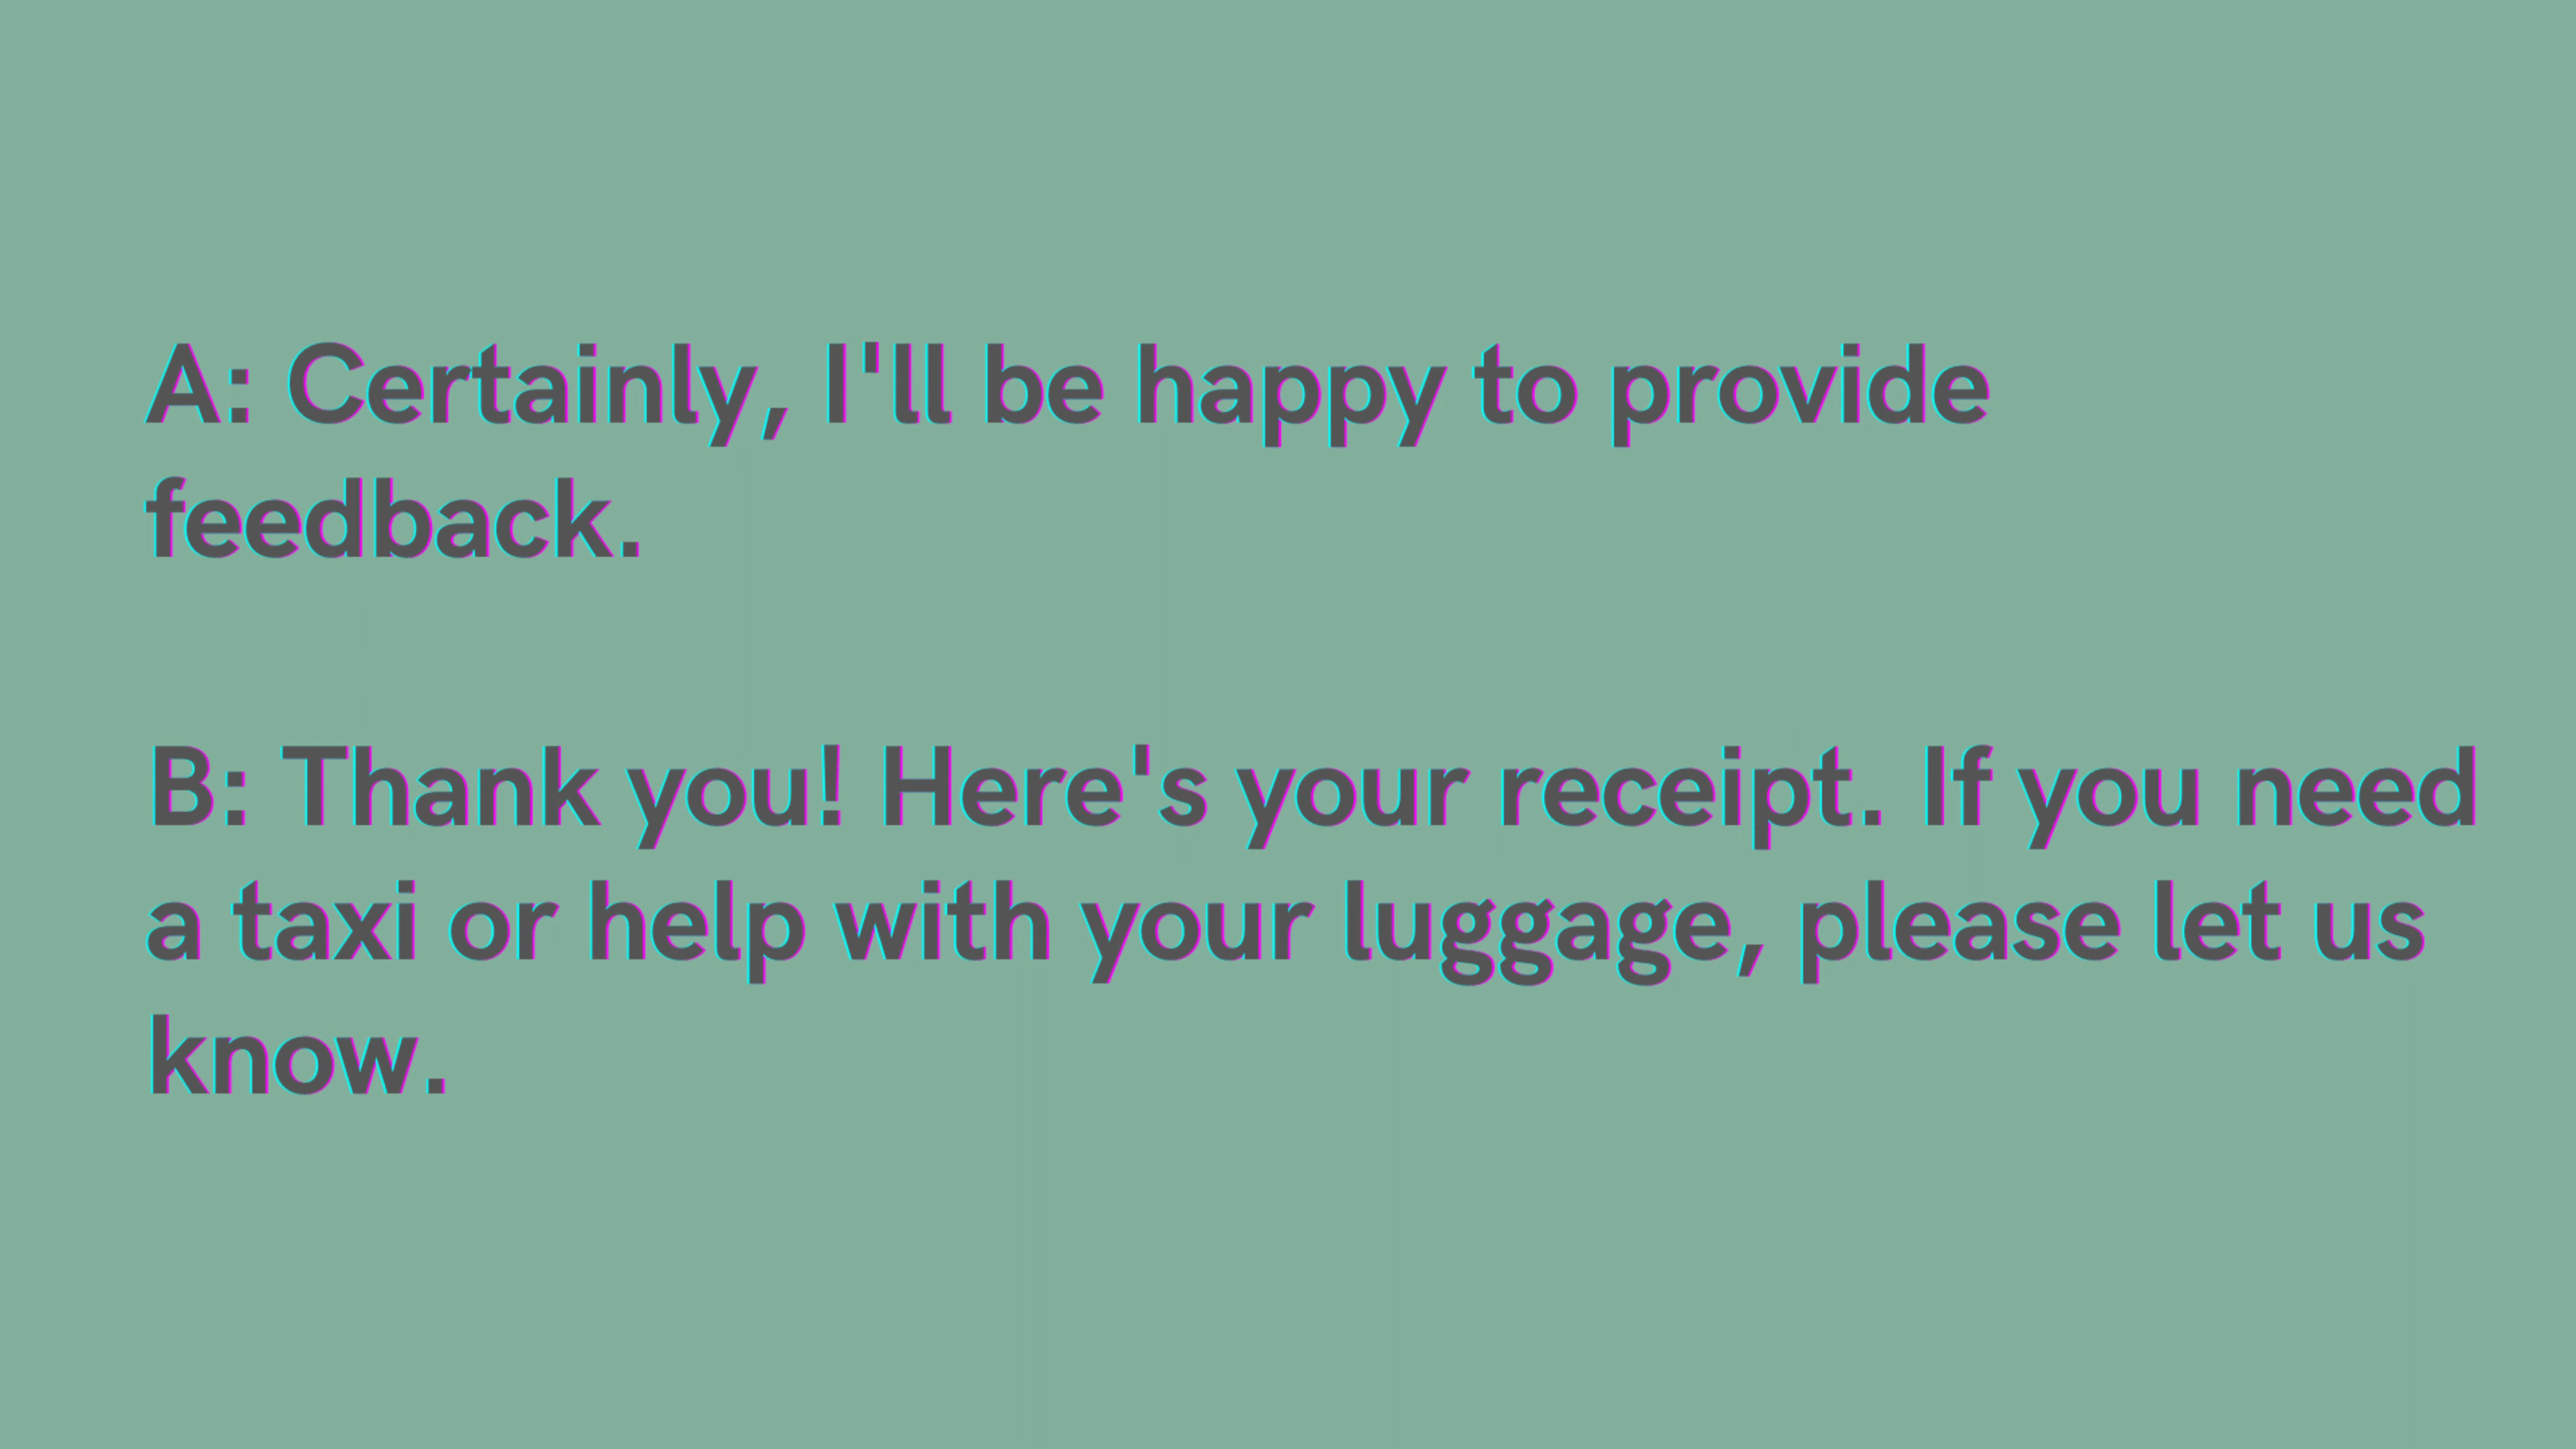 A: Certainly, I'll be happy to provide
feedback.
B: Thank you! Here's your receipt. If you need
a taxi or help with your luggage, please let us
know.